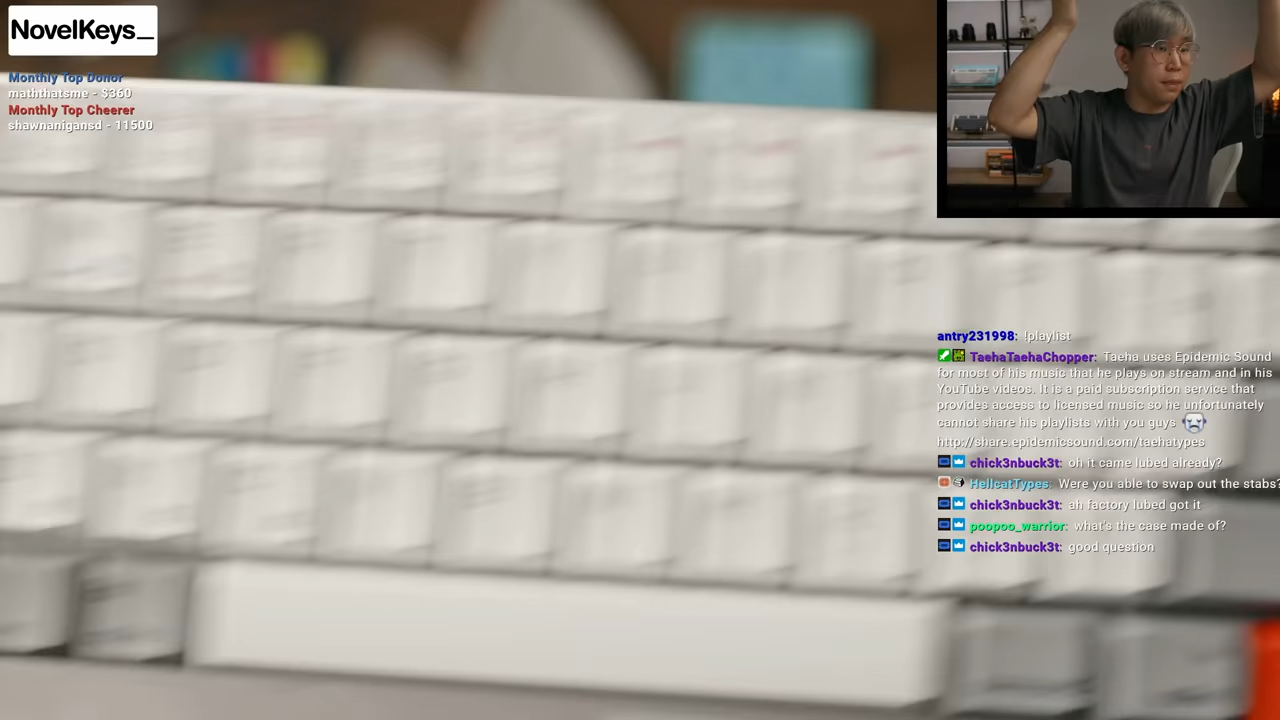 NovelKeys_
Monthly Top Donor
maththatsme - $360
Monthly Top Cheerer
shawnanigansd - 11500
antry231998: !playlist
TaehaTaehaChopper: Taeha uses Epidemic Sound
for most of his music that he plays on stream and in his
YouTube videos. It is a paid subscription service that
provides access to licensed music so he unfortunately
cannot share his playlists with you guys
http://share.epidemicsound.com/taehatypes
chick3nbuck3t: oh it came lubed already?
HellcatTypes: Were you able to swap out the stabs?
chick3nbuck3t: ah factory lubed got it
poopoo_warrior: what's the case made of?
chick3nbuck3t: good question